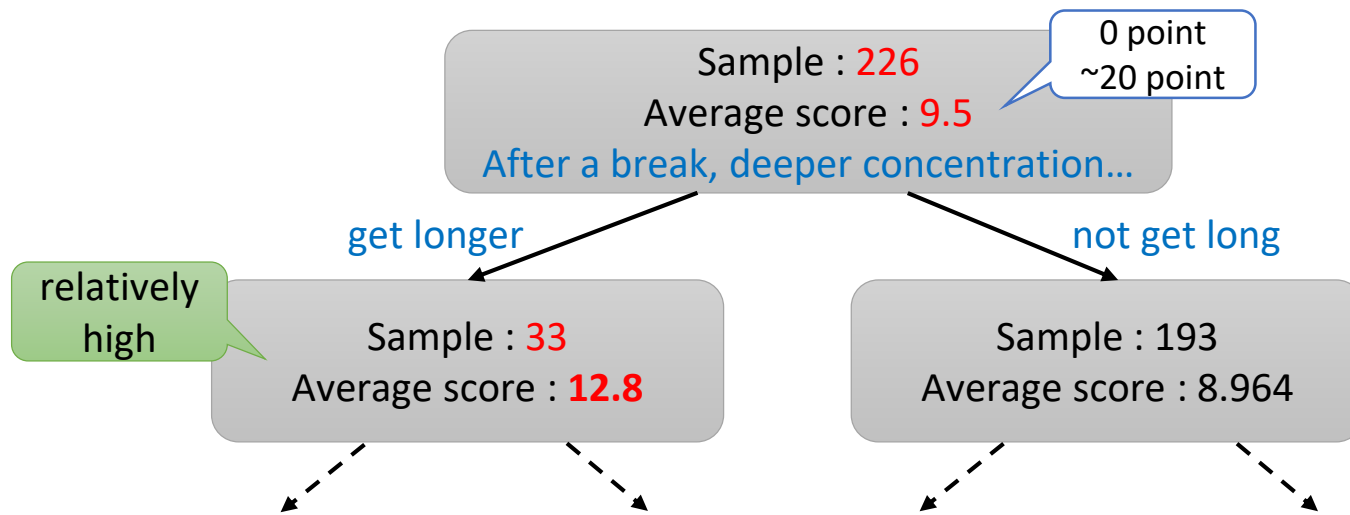 0 point
~20 point
Sample : 226
Average score : 9.5
After a break, deeper concentration…
get longer
not get long
relatively
high
Sample : 33
Average score : 12.8
Sample : 193
Average score : 8.964